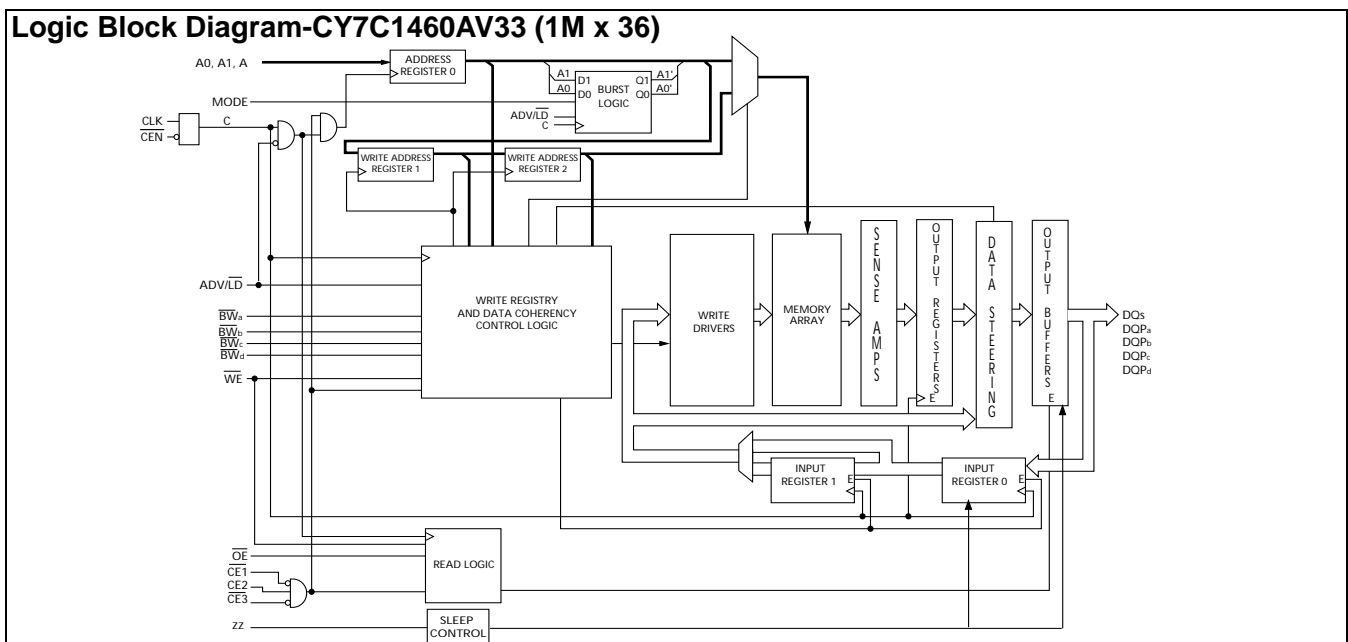 Logic Block Diagram-CY7C1460AV33 (1M x 36)
A0, A1, A
ADDRESS
REGISTER 0
A1
A0
D1
D0
BURST
LOGIC
Q1
Q0
A1'
A0'
MODE
ADV/LD
C
CLK
CEN
C
WRITE ADDRESS
REGISTER 1
WRITE ADDRESS
REGISTER 2
ADV/LD
BWa
BWb
BWc
BWd
WE
WRITE REGISTRY
AND DATA COHERENCY
CONTROL LOGIC
WRITE
DRIVERS
MEMORY
ARRAY
SENSE AMPS
OUTPUT REGISTERS
E
DATA STEERING
OUTPUT BUFFERS
E
DQs
DQPa
DQPb
DQPc
DQPd
INPUT
REGISTER 1
E
INPUT
REGISTER 0
E
OE
CE1
CE2
CE3
READ LOGIC
ZZ
SLEEP
CONTROL